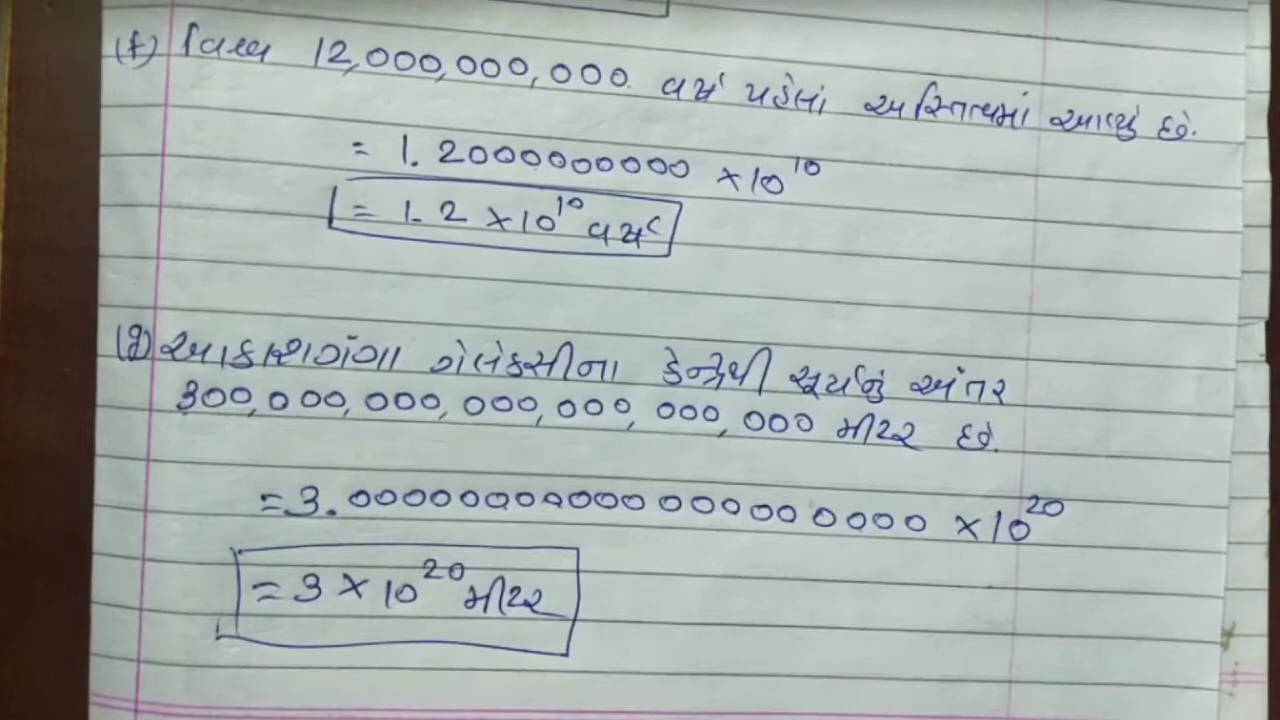 (f) વિશ્વ 12,000,000,000. વર્ષ પહેલાં અસ્તિત્વમાં આવ્યું છે.
= 1.2000000000 × 10¹⁰
= 1.2 × 10¹⁰ વર્ષ
(g) આકાશગંગા ગેલેક્સીના કેન્દ્રથી સૂર્યનું અંતર
300,000,000,000,000,000,000 મીટર છે.
= 3.00000000000000000000 × 10²⁰
= 3 × 10²⁰ મીટર